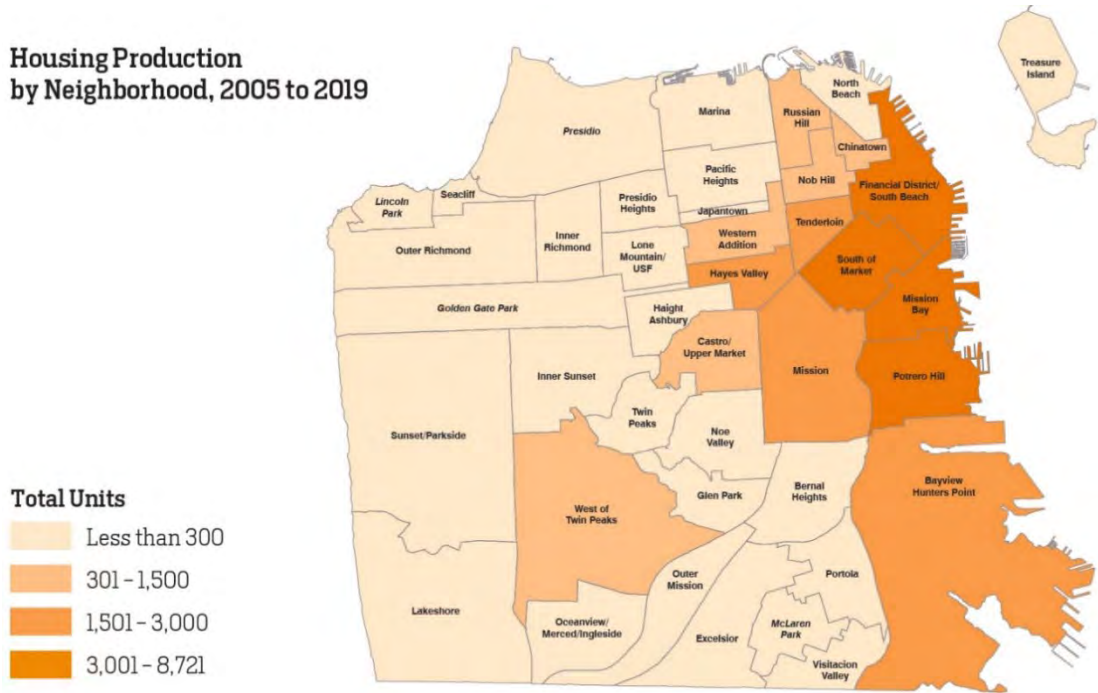 Housing Production
by Neighborhood, 2005 to 2019
Treasure
Island
North
Beach
Russian
Hill
Marina
Presidio
Chinatown
Pacific
Heights
Nob Hill
Financial District/
South Beach
Seacliff
Lincoln
Park
Presidio
Heights
Japantown
Tenderloin
Western
Addition
Inner
Richmond
Outer Richmond
Lone
Mountain/
USF
South of
Market
Hayes Valley
Mission
Bay
Golden Gate Park
Haight
Ashbury
Castro/
Upper Market
Mission
Potrero Hill
Inner Sunset
Twin
Peaks
Noe
Valley
Sunset/Parkside
Bayview
Hunters Point
Bernal
Heights
Glen Park
West of
Twin Peaks
Outer
Mission
Portola
Lakeshore
Oceanview/
Merced/Ingleside
Excelsior
McLaren
Park
Visitacion
Valley
Total Units
Less than 300
301 – 1,500
1,501 – 3,000
3,001 – 8,721